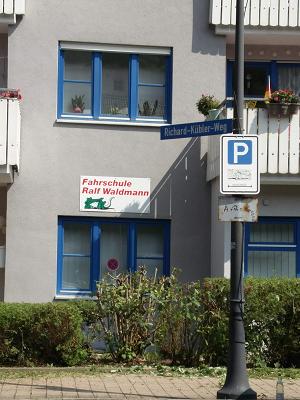 Richard-Kübler-Weg
P
Fahrschule
Ralf Waldmann